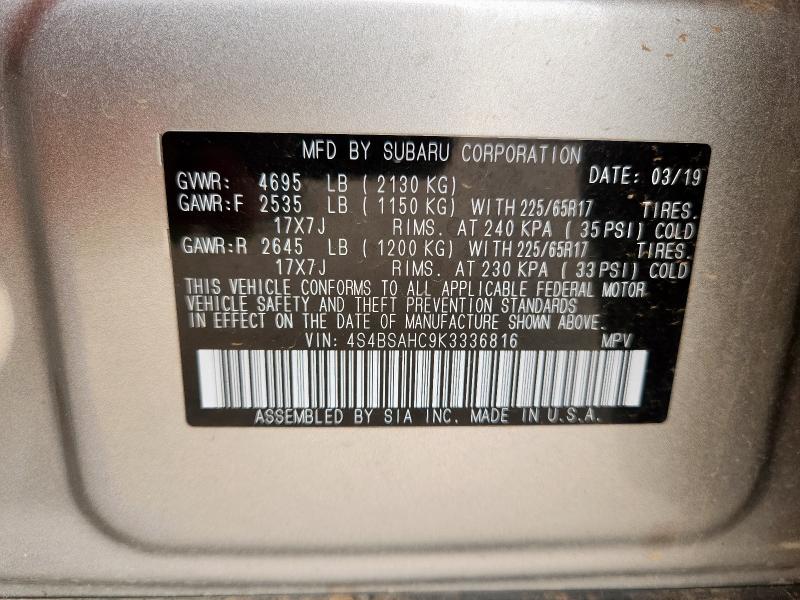 MFD BY SUBARU CORPORATION
DATE: 03/19
GVWR: 4695 LB ( 2130 KG)
GAWR:F 2535 LB ( 1150 KG) WITH 225/65R17 TIRES.
17X7J RIMS. AT 240 KPA ( 35 PSI) COLD
GAWR:R 2645 LB ( 1200 KG) WITH 225/65R17 TIRES.
17X7J RIMS. AT 230 KPA ( 33 PSI) COLD
THIS VEHICLE CONFORMS TO ALL APPLICABLE FEDERAL MOTOR
VEHICLE SAFETY AND THEFT PREVENTION STANDARDS
IN EFFECT ON THE DATE OF MANUFACTURE SHOWN ABOVE.
VIN: 4S4BSAHC9K3336816 MPV
ASSEMBLED BY SIA INC. MADE IN U.S.A.